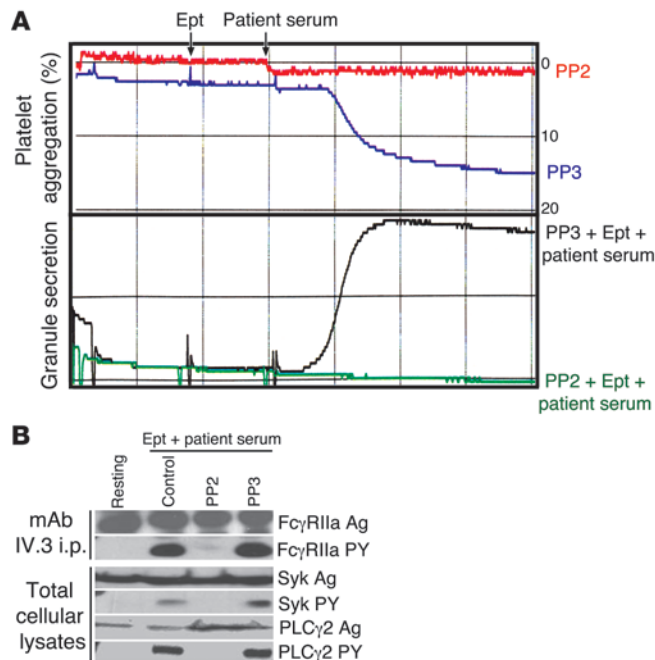 A
Ept
Patient serum
Platelet
aggregation (%)
0
10
20
PP2
PP3
Granule secretion
PP3 + Ept +
patient serum
PP2 + Ept +
patient serum
B
Ept + patient serum
Resting
Control
PP2
PP3
mAb
IV.3 i.p.
FcγRIIa Ag
FcγRIIa PY
Total
cellular
lysates
Syk Ag
Syk PY
PLCγ2 Ag
PLCγ2 PY